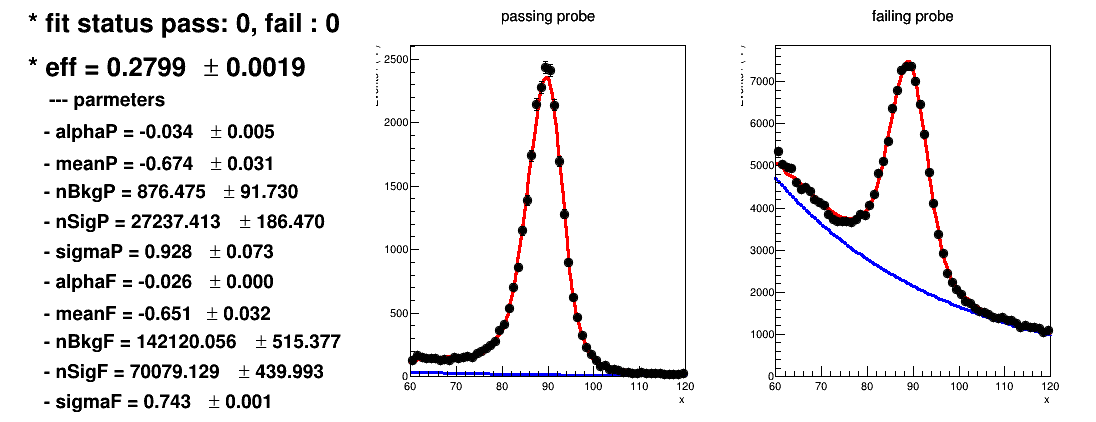 * fit status pass: 0, fail : 0
* eff = 0.2799 ± 0.0019
--- parmeters
- alphaP = -0.034 ± 0.005
- meanP = -0.674 ± 0.031
- nBkgP = 876.475 ± 91.730
- nSigP = 27237.413 ± 186.470
- sigmaP = 0.928 ± 0.073
- alphaF = -0.026 ± 0.000
- meanF = -0.651 ± 0.032
- nBkgF = 142120.056 ± 515.377
- nSigF = 70079.129 ± 439.993
- sigmaF = 0.743 ± 0.001
passing probe
2500
2000
1500
1000
500
0
60 70 80 90 100 110 120
x
failing probe
7000
6000
5000
4000
3000
2000
1000
0
60 70 80 90 100 110 120
x